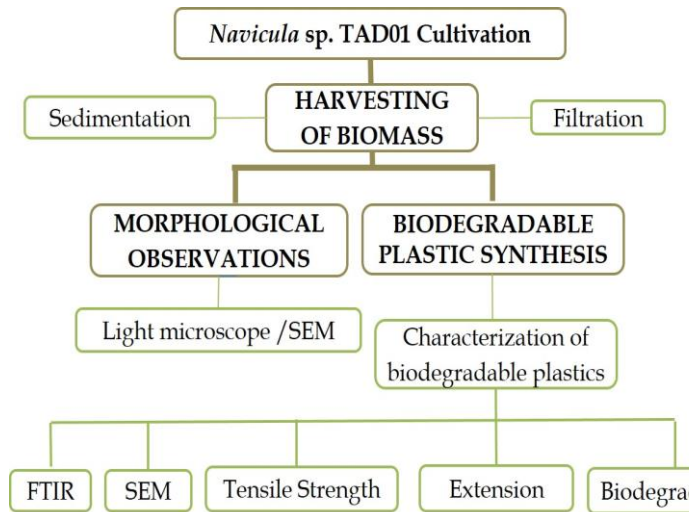 Navicula sp. TAD01 Cultivation
HARVESTING
OF BIOMASS
Sedimentation
Filtration
MORPHOLOGICAL
OBSERVATIONS
BIODEGRADABLE
PLASTIC SYNTHESIS
Light microscope /SEM
Characterization of
biodegradable plastics
FTIR
SEM
Tensile Strength
Extension